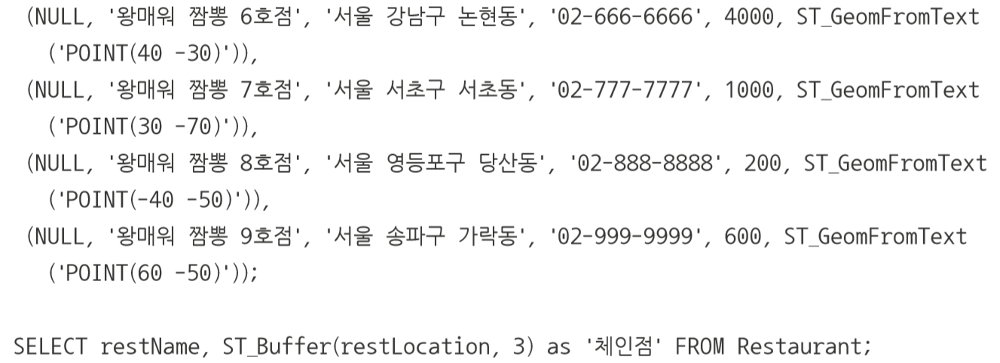 (NULL, '왕매워 짬뽕 6호점', '서울 강남구 논현동', '02-666-6666', 4000, ST_GeomFromText
('POINT(40 -30)')),
(NULL, '왕매워 짬뽕 7호점', '서울 서초구 서초동', '02-777-7777', 1000, ST_GeomFromText
('POINT(30 -70)')),
(NULL, '왕매워 짬뽕 8호점', '서울 영등포구 당산동', '02-888-8888', 200, ST_GeomFromText
('POINT(-40 -50)')),
(NULL, '왕매워 짬뽕 9호점', '서울 송파구 가락동', '02-999-9999', 600, ST_GeomFromText
('POINT(60 -50)'));
SELECT restName, ST_Buffer(restLocation, 3) as '체인점' FROM Restaurant;